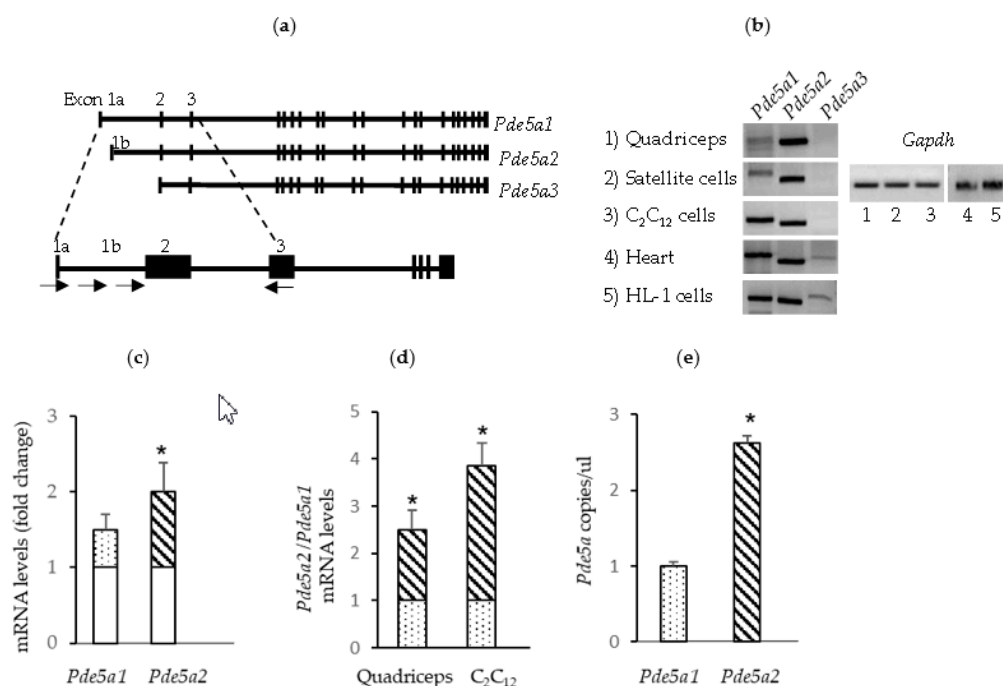 (a)
Exon 1a 2 3
Pde5a1
1b
Pde5a2
Pde5a3
1a 1b 2 3
(b)
Pde5a1 Pde5a2 Pde5a3
1) Quadriceps
2) Satellite cells
3) C2C12 cells
4) Heart
5) HL-1 cells
Gapdh
1 2 3 4 5
(c)
mRNA levels (fold change)
3
2
1
0
*
Pde5a1 Pde5a2
(d)
Pde5a2/Pde5a1
mRNA levels
5
4
3
2
1
0
* *
Quadriceps C2C12
(e)
Pde5a copies/ul
3
2
1
0
*
Pde5a1 Pde5a2